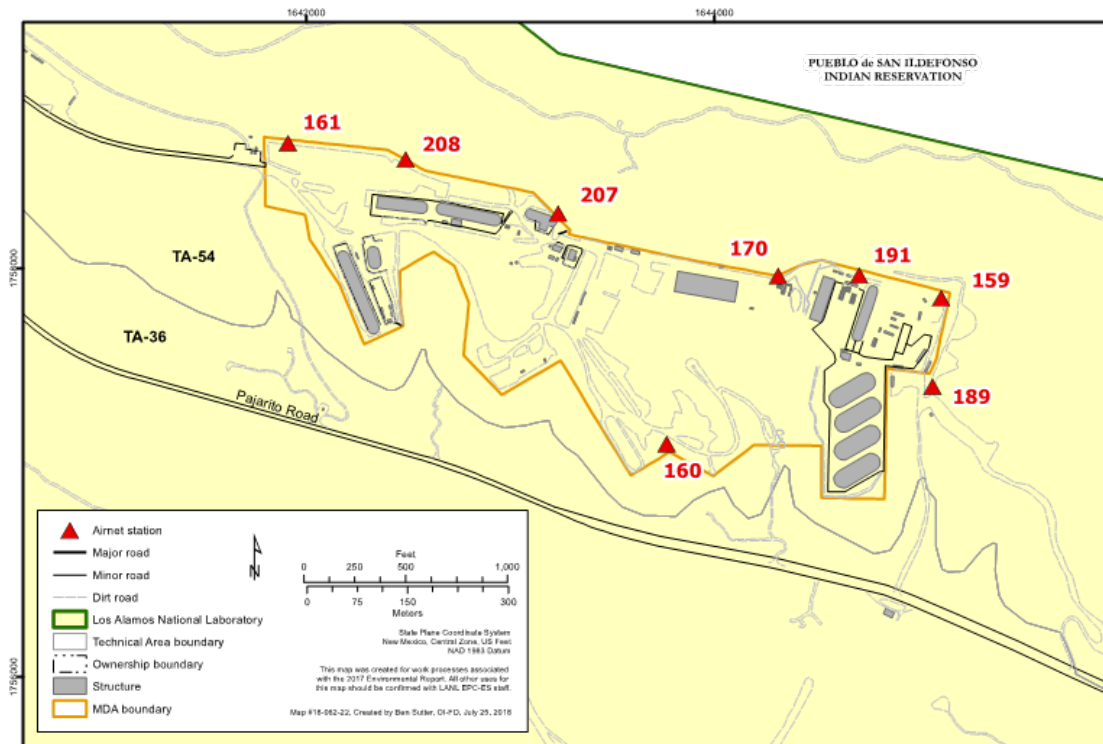 1642000
1644000
PUEBLO de SAN ILDEFONSO
INDIAN RESERVATION
161
208
207
170
191
159
1758000
TA-54
TA-36
189
Pajarito Road
160
Airnet station
Major road
Minor road
Dirt road
Los Alamos National Laboratory
Technical Area boundary
Ownership boundary
Structure
MDA boundary
N
Feet
0 250 500 1,000
0 75 150 300
Meters
State Plane Coordinate System
New Mexico, Central Zone, US Feet
NAD 1983 Datum
This map was created for work processes associated
with the 2017 Environmental Report. All other uses for
this map should be confirmed with LANL EPC-ES staff.
Map #18-062-22, Created by Ben Sutter, OI-FD, July 25, 2018
1756000